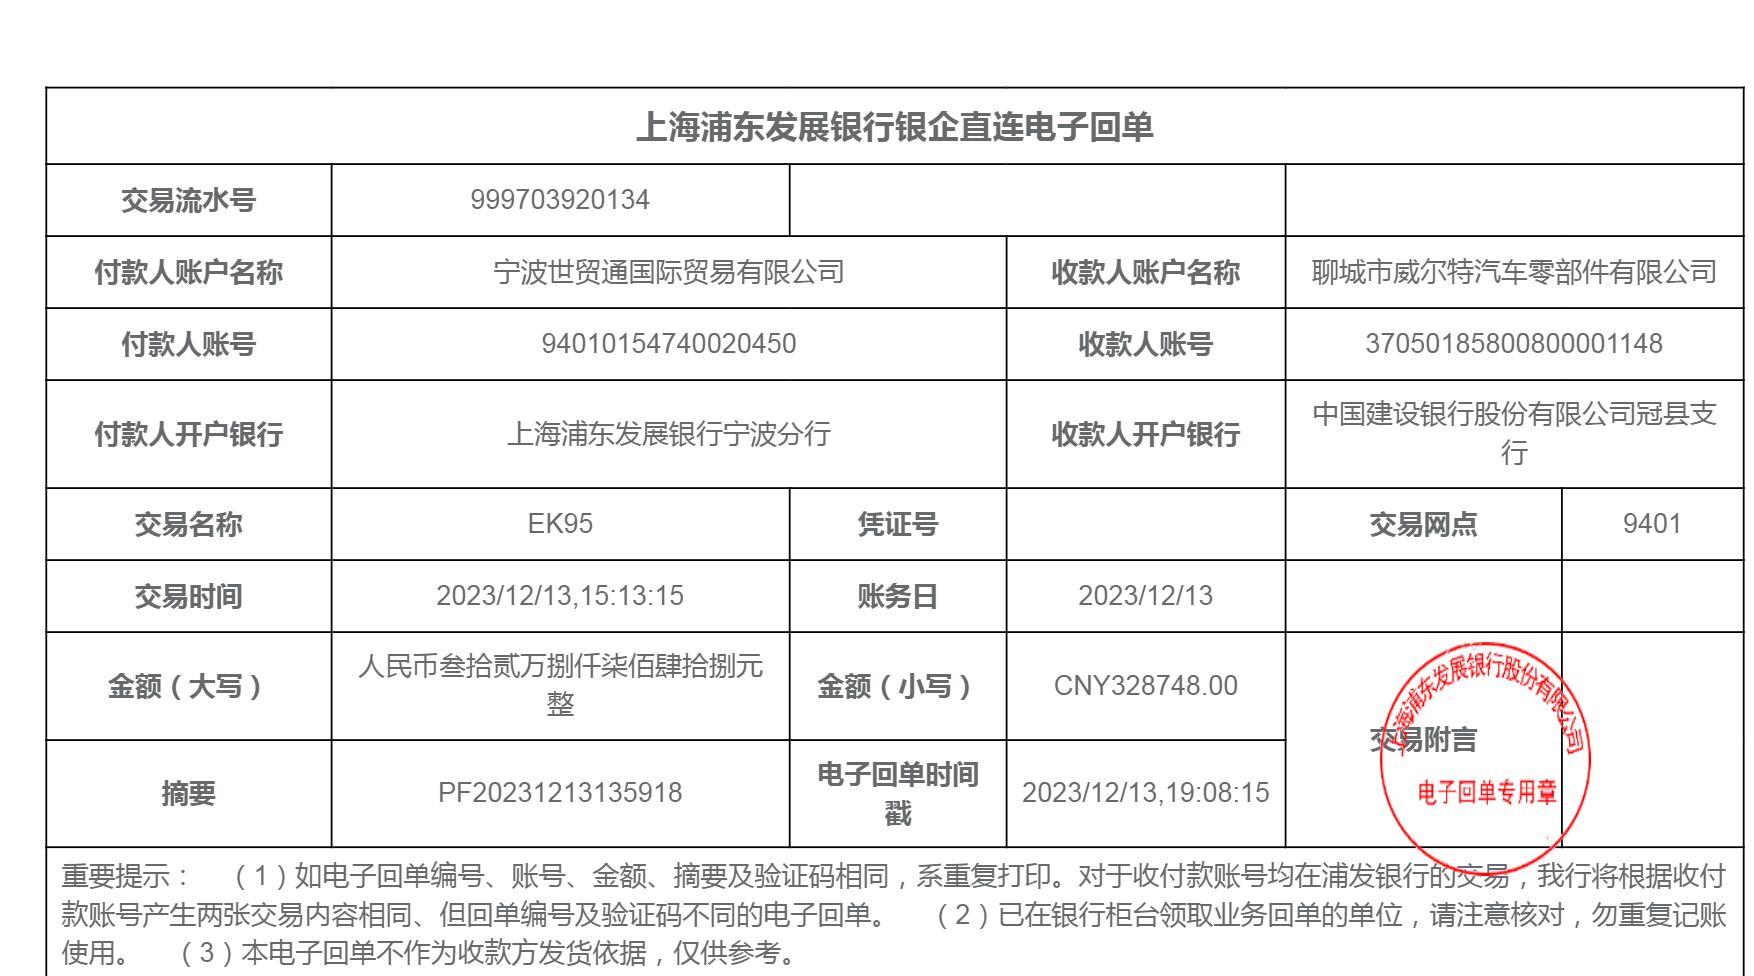 上海浦东发展银行银企直连电子回单
交易流水号 999703920134
付款人账户名称 宁波世贸通国际贸易有限公司 收款人账户名称 聊城市威尔特汽车零部件有限公司
付款人账号 94010154740020450 收款人账号 37050185800800001148
付款人开户银行 上海浦东发展银行宁波分行 收款人开户银行 中国建设银行股份有限公司冠县支
行
交易名称 EK95 凭证号 交易网点 9401
交易时间 2023/12/13,15:13:15 账务日 2023/12/13
金额（大写） 人民币叁拾贰万捌仟柒佰肆拾捌元
整 金额（小写） CNY328748.00
交易附言
上海浦东发展银行股份有限公司
电子回单专用章
摘要 PF20231213135918 电子回单时间
戳 2023/12/13,19:08:15
重要提示： （1）如电子回单编号、账号、金额、摘要及验证码相同，系重复打印。对于收付款账号均在浦发银行的交易，我行将根据收付
款账号产生两张交易内容相同、但回单编号及验证码不同的电子回单。 （2）已在银行柜台领取业务回单的单位，请注意核对，勿重复记账
使用。 （3）本电子回单不作为收款方发货依据，仅供参考。